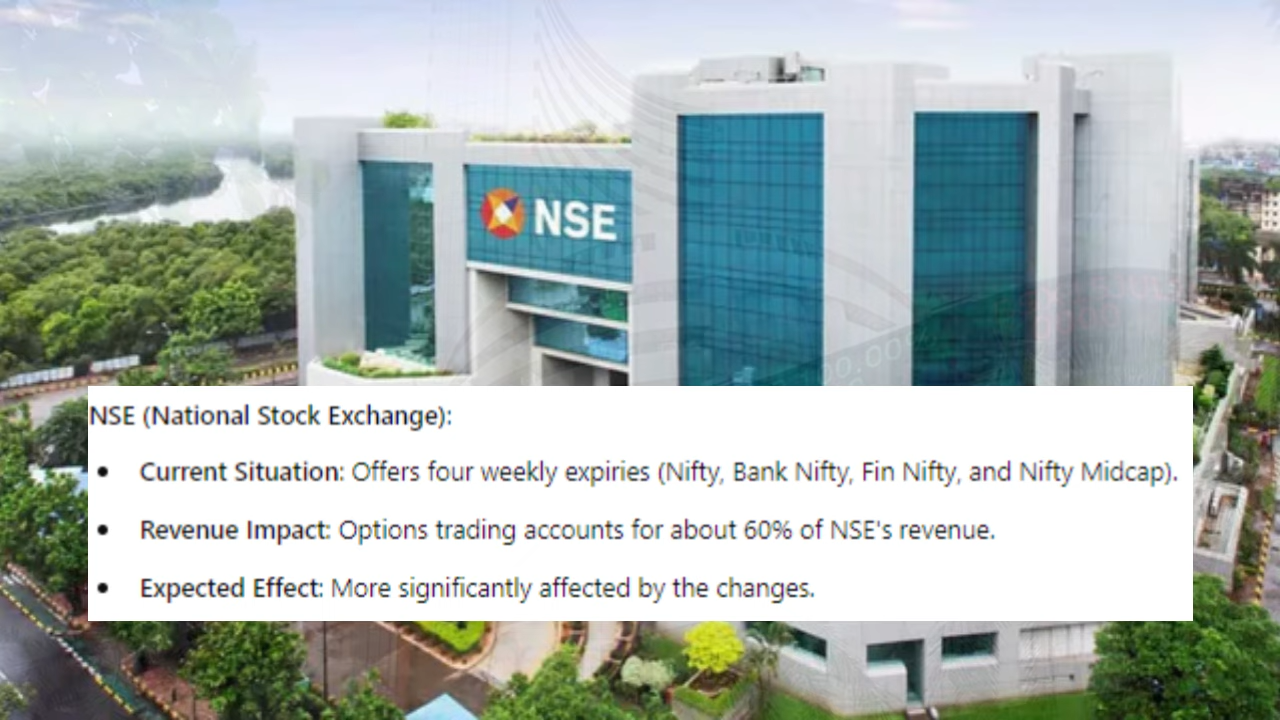 NSE
NSE (National Stock Exchange):
• Current Situation: Offers four weekly expiries (Nifty, Bank Nifty, Fin Nifty, and Nifty Midcap).
• Revenue Impact: Options trading accounts for about 60% of NSE's revenue.
• Expected Effect: More significantly affected by the changes.